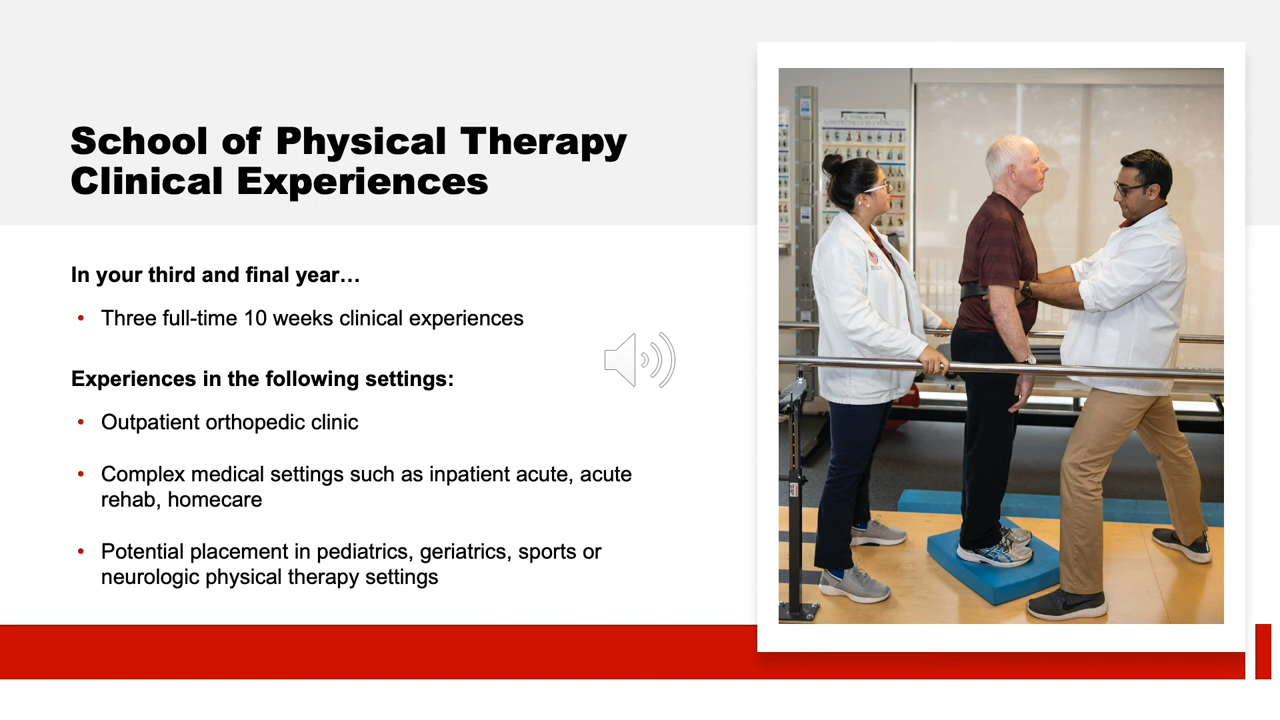 School of Physical Therapy
Clinical Experiences
In your third and final year…
• Three full-time 10 weeks clinical experiences
Experiences in the following settings:
• Outpatient orthopedic clinic
• Complex medical settings such as inpatient acute, acute
rehab, homecare
• Potential placement in pediatrics, geriatrics, sports or
neurologic physical therapy settings